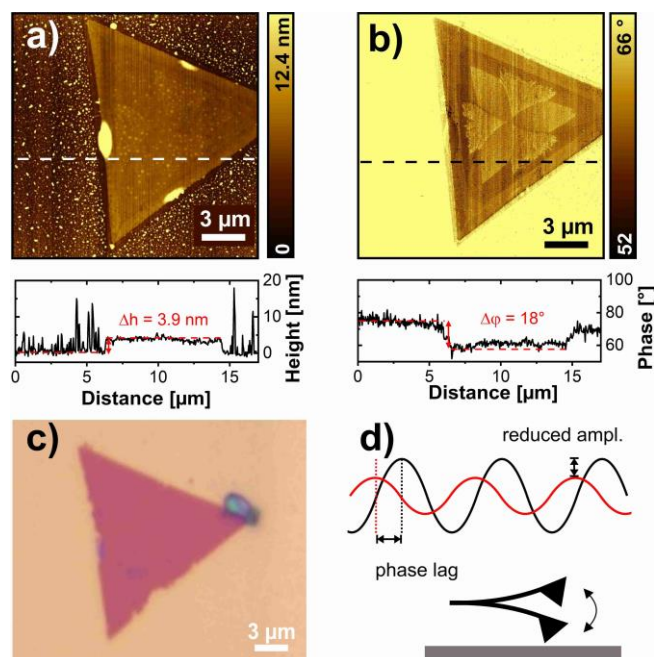 a)
12.4 nm
0
3 µm
b)
66 °
52
3 µm
20
10
0
Height [nm]
Δh = 3.9 nm
0
5
10
15
Distance [µm]
100
80
60
Phase [°]
Δφ = 18°
0
5
10
15
Distance [µm]
c)
3 µm
d)
reduced ampl.
phase lag